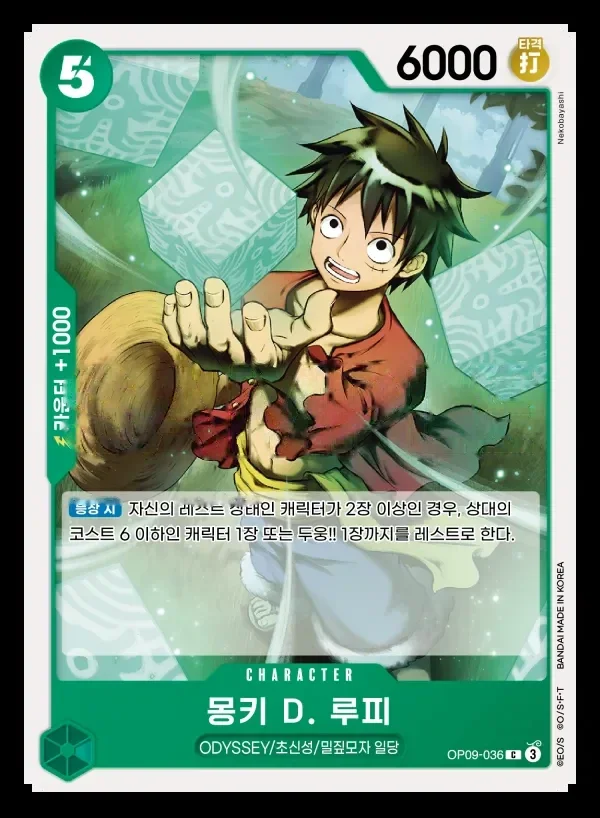 5
6000
타격
打
Nekobayashi
카운터 +1000
등장 시 자신의 레스트 상태인 캐릭터가 2장 이상인 경우, 상대의
코스트 6 이하인 캐릭터 1장 또는 두웅!! 1장까지를 레스트로 한다.
CHARACTER
몽키 D. 루피
ODYSSEY/초신성/밀짚모자 일당
OP09-036 C 3
©EO/S ©O/S·F·T BANDAI MADE IN KOREA